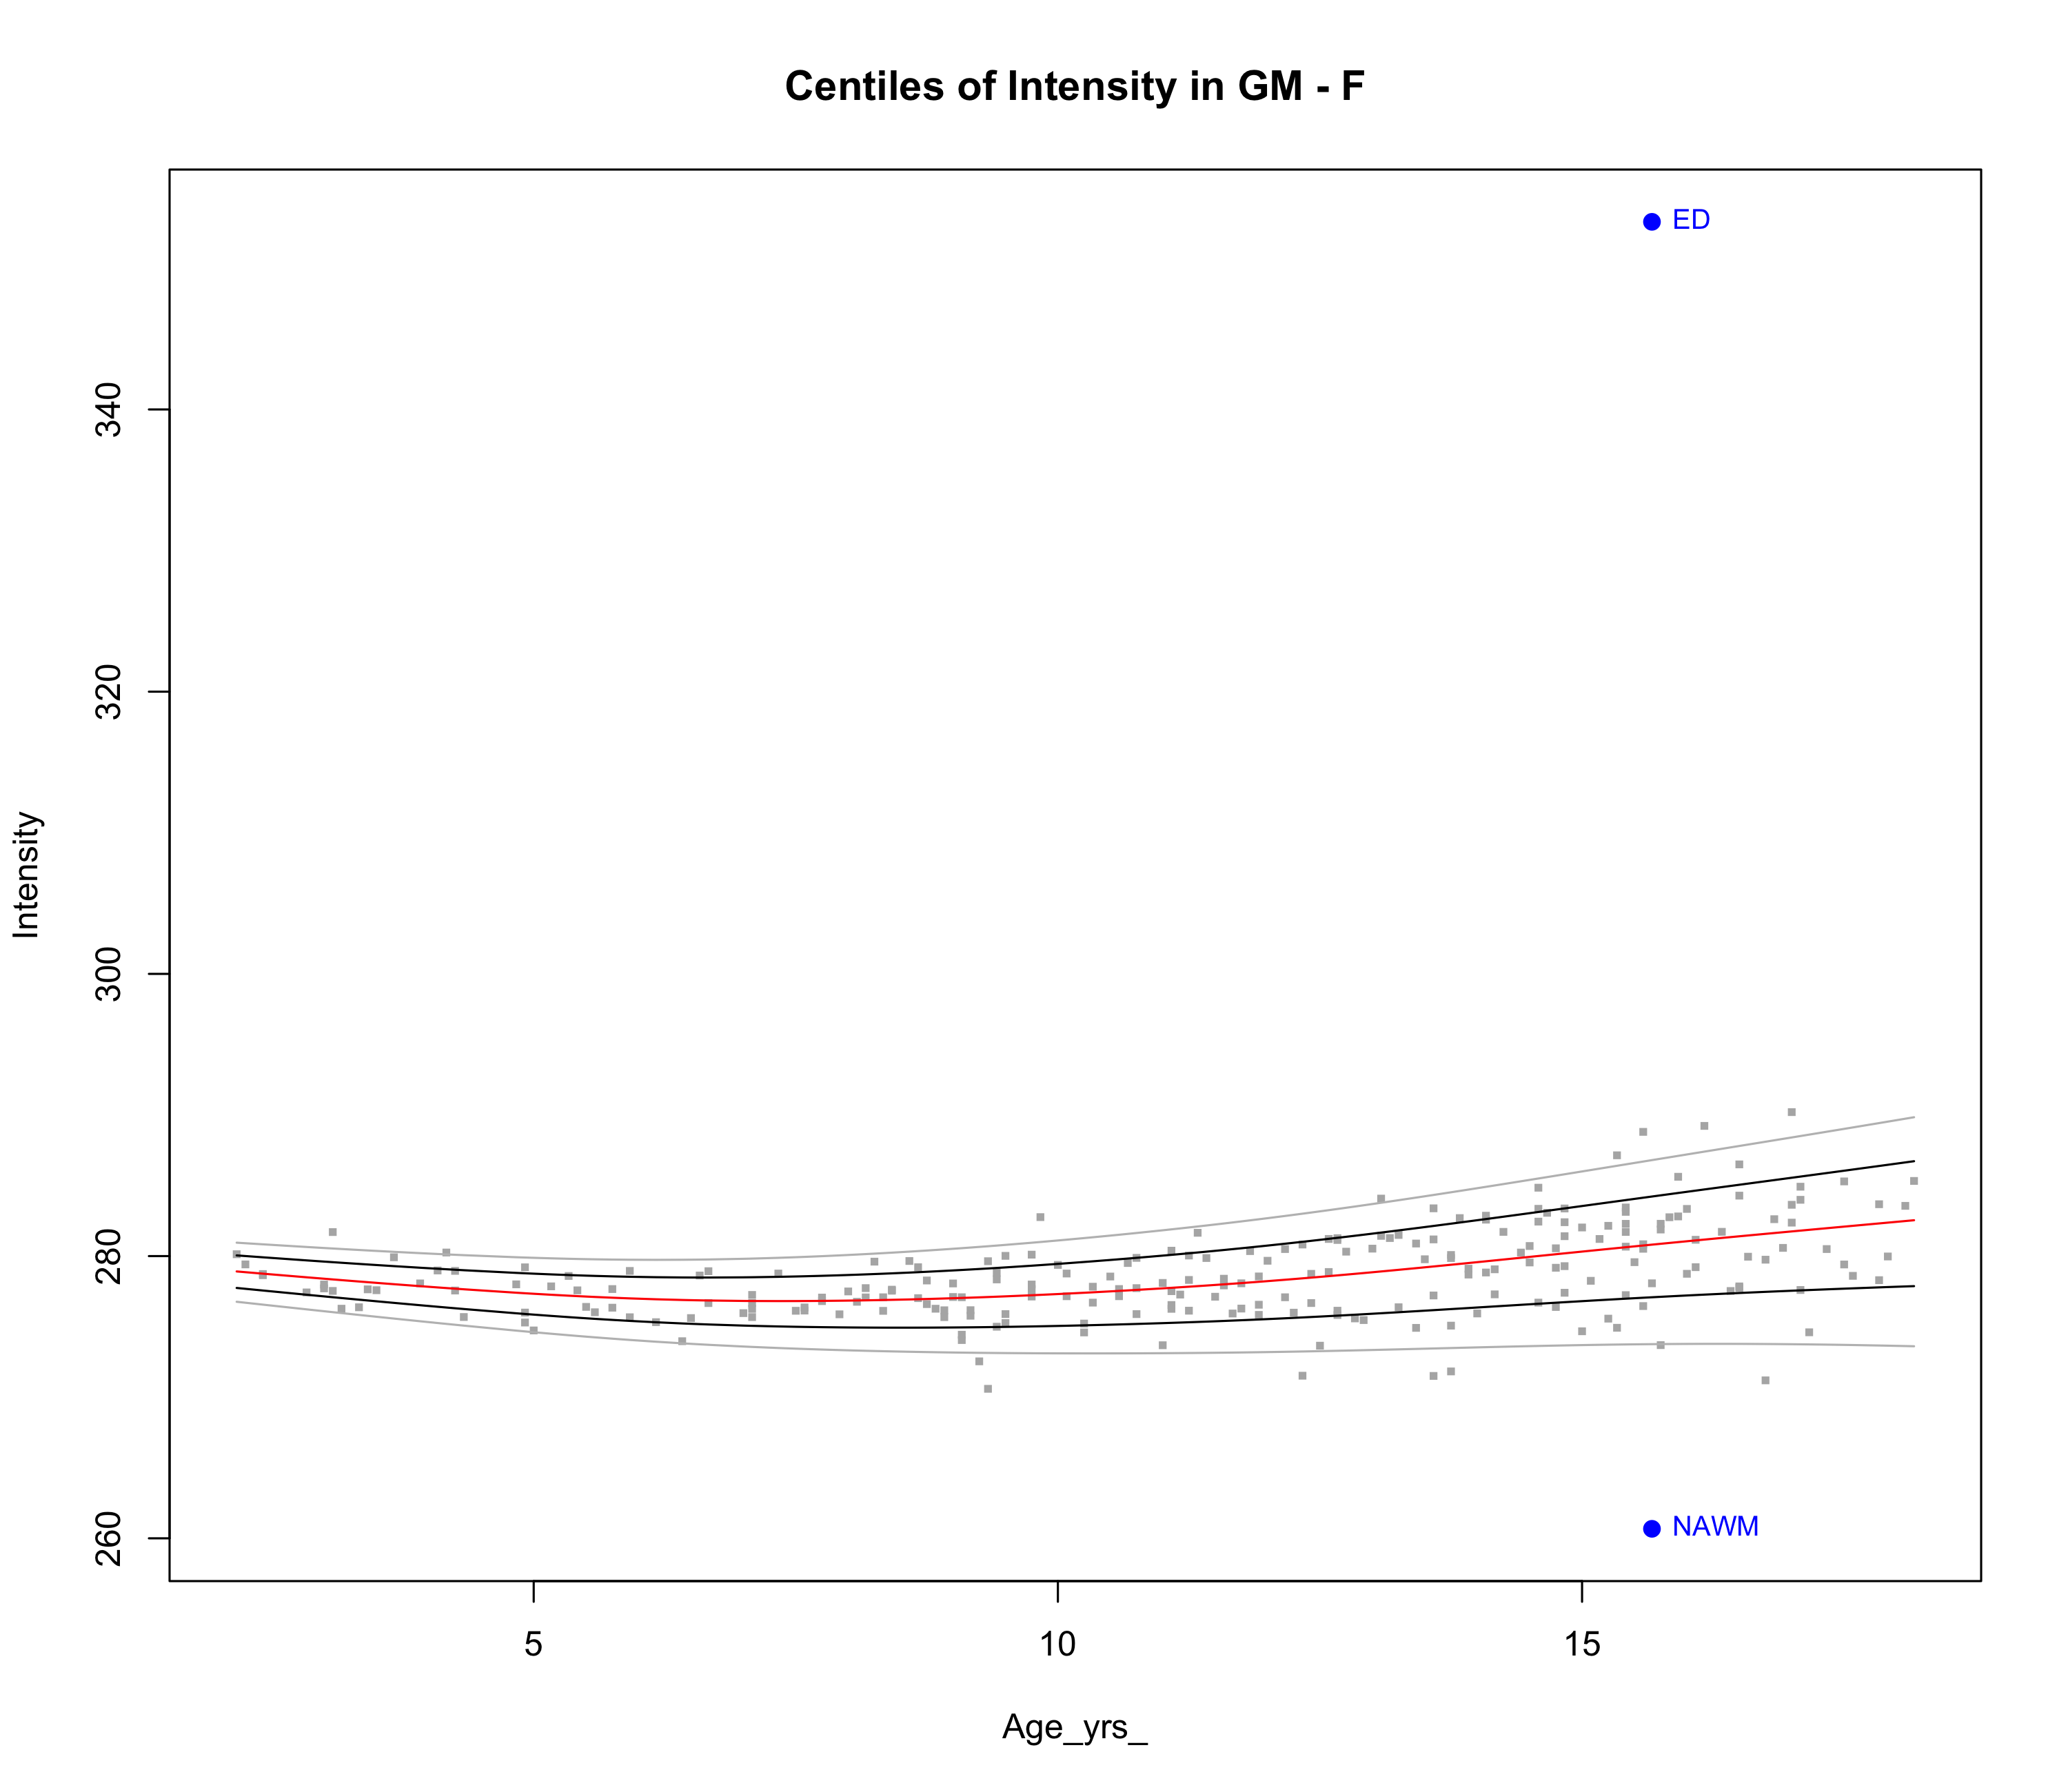 Centiles of Intensity in GM - F
ED
340
320
300
280
260
Intensity
NAWM
5 10 15
Age_yrs_